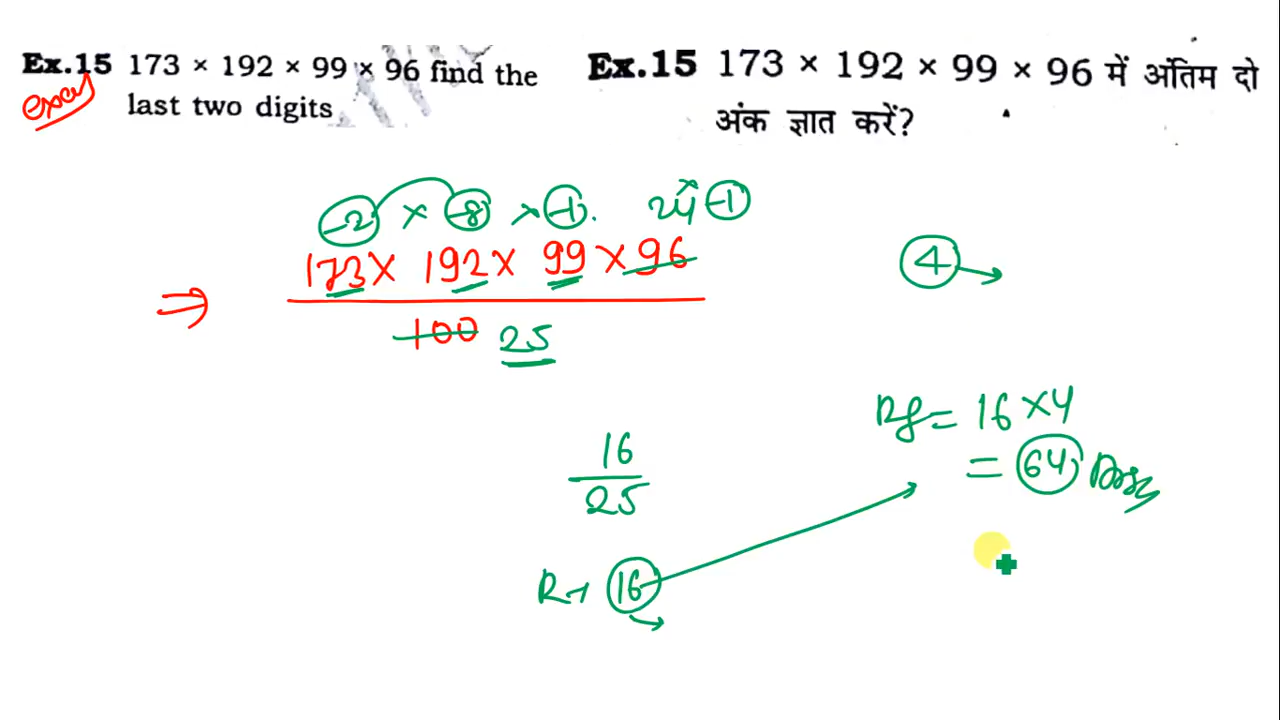 Ex.15 173 × 192 × 99 × 96 find the
last two digits
Ex.15 173 × 192 × 99 × 96 में अंतिम दो
अंक ज्ञात करें?
-2 × -8 × -1. 24 × -1
173 × 192 × 99 × 96
100 25
4
16
25
R → 16
Rf = 16 × 4
= 64